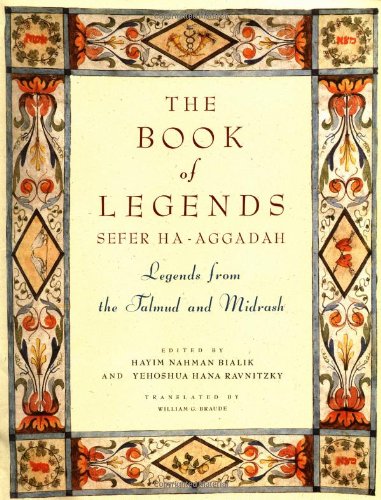 THE
BOOK
of
LEGENDS
SEFER HA-AGGADAH
Legends from
the Talmud and Midrash
EDITED BY
HAYIM NAHMAN BIALIK
AND YEHOSHUA HANA RAVNITZKY
TRANSLATED BY
WILLIAM G. BRAUDE